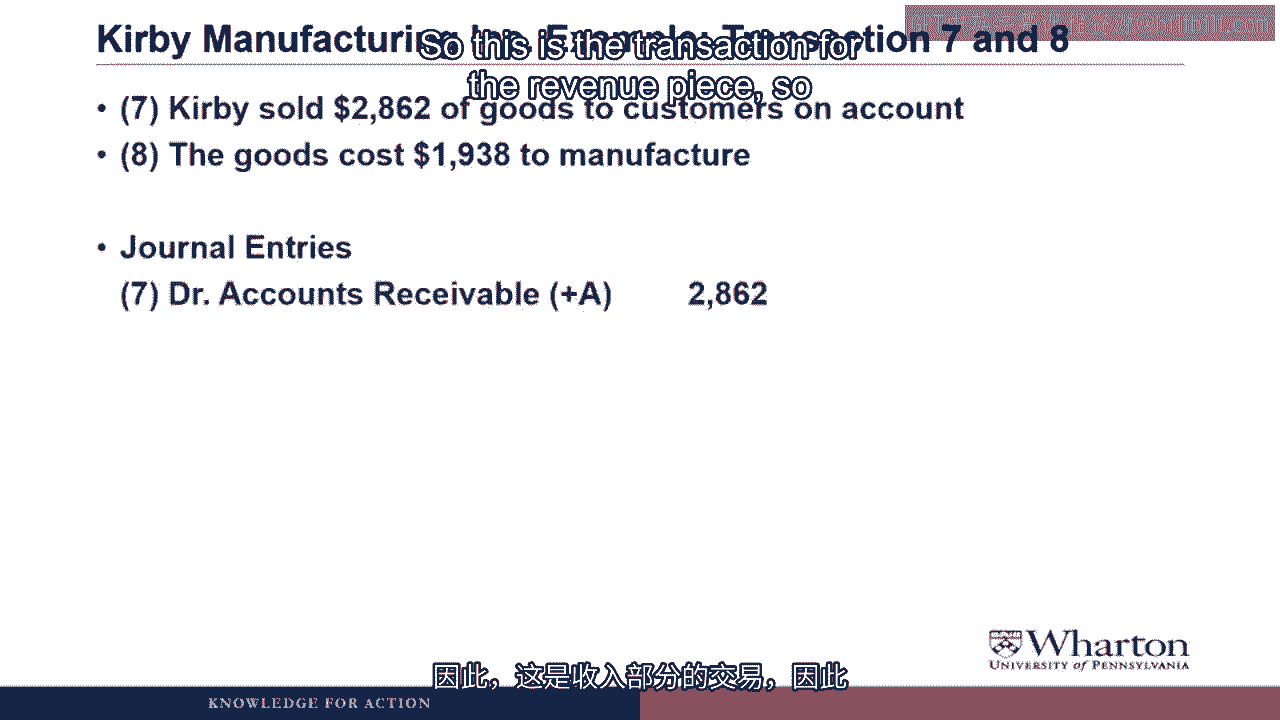 Kirby Manufacturing Inc. Example: Transaction 7 and 8
So this is the transaction for
the revenue piece, so
• (7) Kirby sold $2,862 of goods to customers on account
• (8) The goods cost $1,938 to manufacture
• Journal Entries
(7) Dr. Accounts Receivable (+A) 2,862
Wharton
UNIVERSITY of PENNSYLVANIA
因此，这是收入部分的交易，因此
KNOWLEDGE FOR ACTION